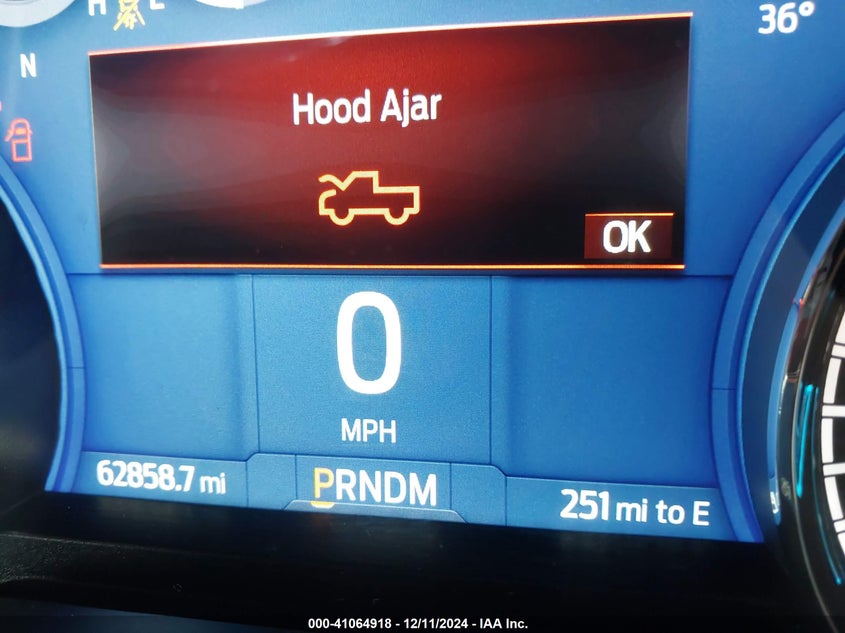 H E
36°
N
Hood Ajar
OK
0
MPH
62858.7 mi
PRNDM
251 mi to E
000-41064918 - 12/11/2024 - IAA Inc.